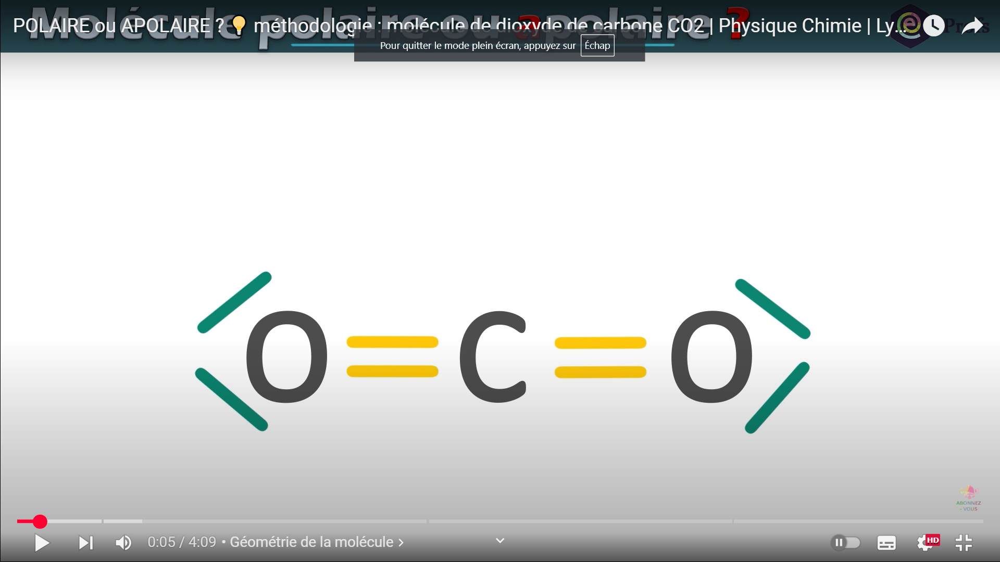 Molécule polaire ou apolaire ?
POLAIRE ou APOLAIRE ?💡 méthodologie : molécule de dioxyde de carbone CO2 | Physique Chimie | Ly...
Profs
Pour quitter le mode plein écran, appuyez sur Échap
O = C = O
ABONNEZ
- VOUS
0:05 / 4:09 • Géométrie de la molécule >
HD